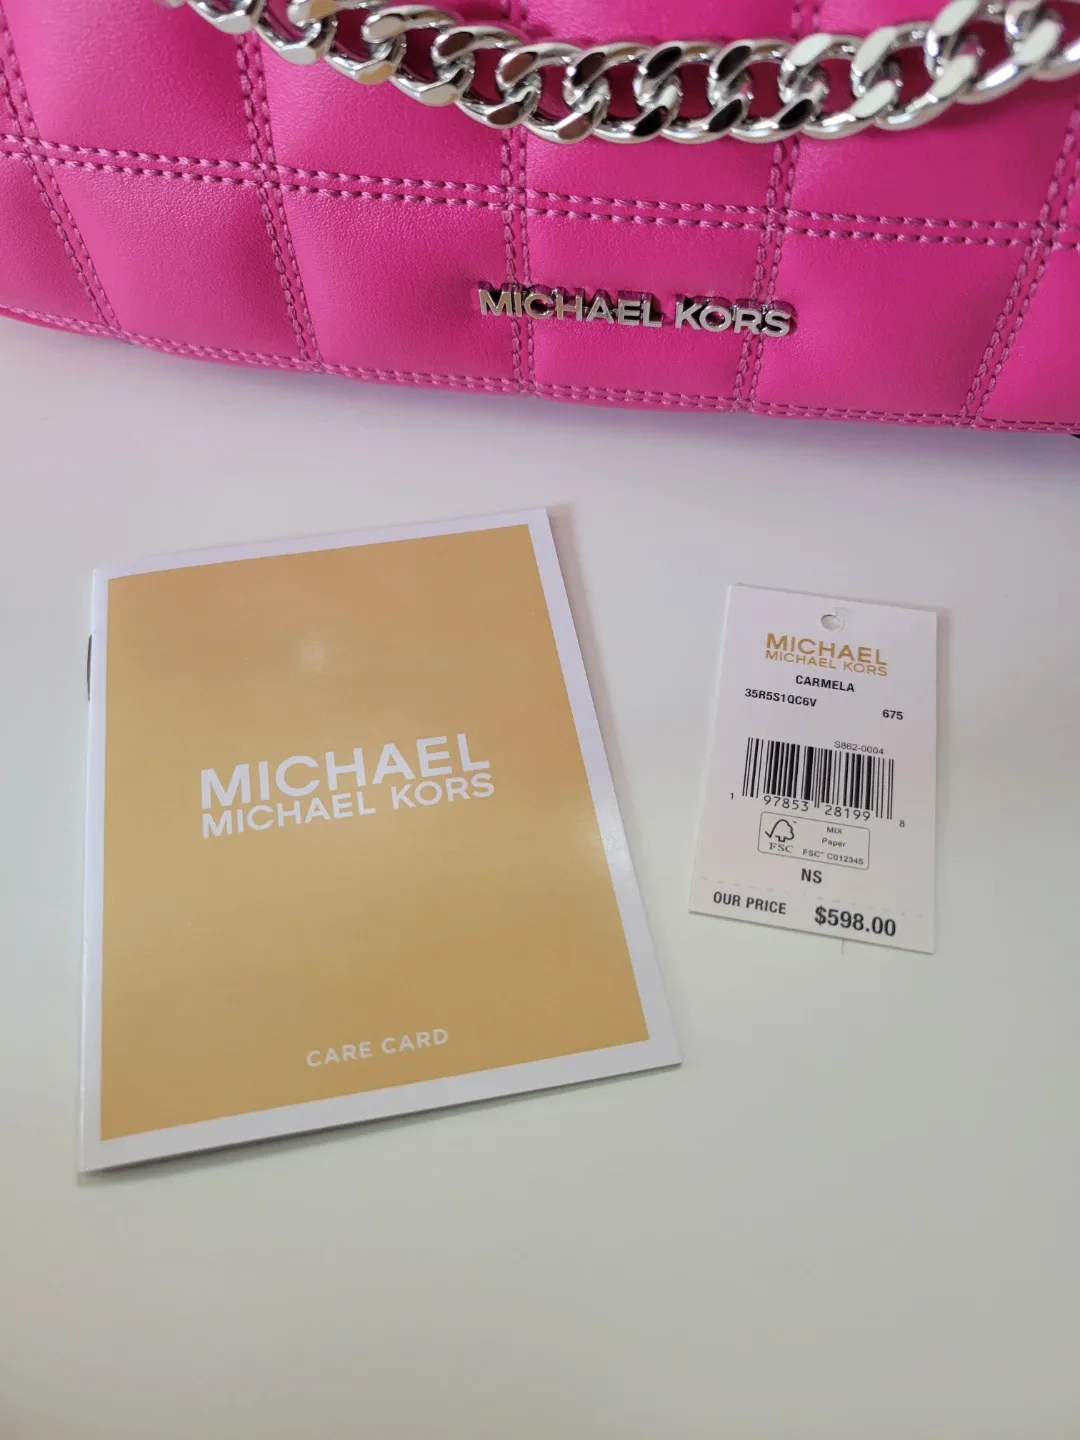 MICHAEL KORS
MICHAEL
MICHAEL KORS
CARE CARD
MICHAEL
MICHAEL KORS
CARMELA
35R5S1QC6V
675
S862-0004
1 97853 28199 8
FSC
MIX
Paper
FSC™ C012345
NS
OUR PRICE $598.00